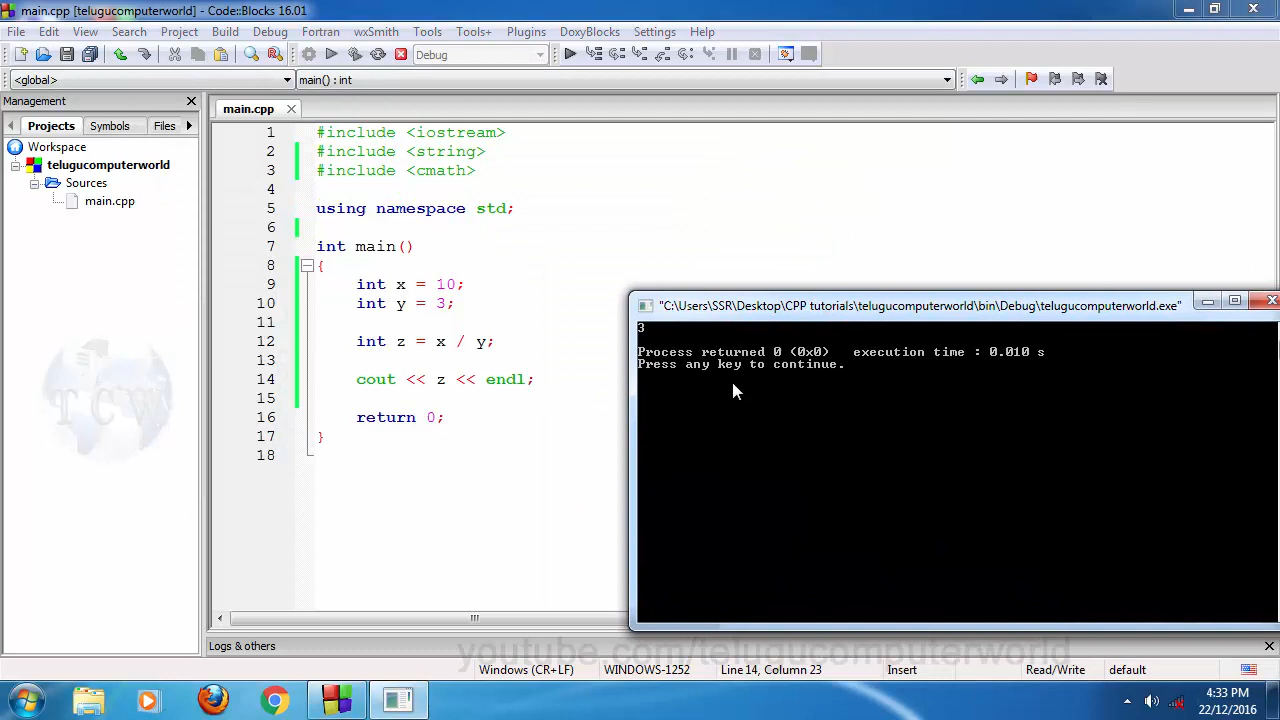 main.cpp [telugucomputerworld] - Code::Blocks 16.01
File Edit View Search Project Build Debug Fortran wxSmith Tools Tools+ Plugins DoxyBlocks Settings Help
Debug
<global> main() : int
Management
Projects Symbols Files
Workspace
telugucomputerworld
Sources
main.cpp
main.cpp
1 #include <iostream>
2 #include <string>
3 #include <cmath>
4
5 using namespace std;
6
7 int main()
8 {
9 int x = 10;
10 int y = 3;
11
12 int z = x / y;
13
14 cout << z << endl;
15
16 return 0;
17 }
18
"C:\Users\SSR\Desktop\CPP tutorials\telugucomputerworld\bin\Debug\telugucomputerworld.exe"
3
Process returned 0 (0x0) execution time : 0.010 s
Press any key to continue.
TCW
Logs & others
youtube.com/telugucomputerworld
Windows (CR+LF) WINDOWS-1252 Line 14, Column 23 Insert Read/Write default
4:33 PM
22/12/2016